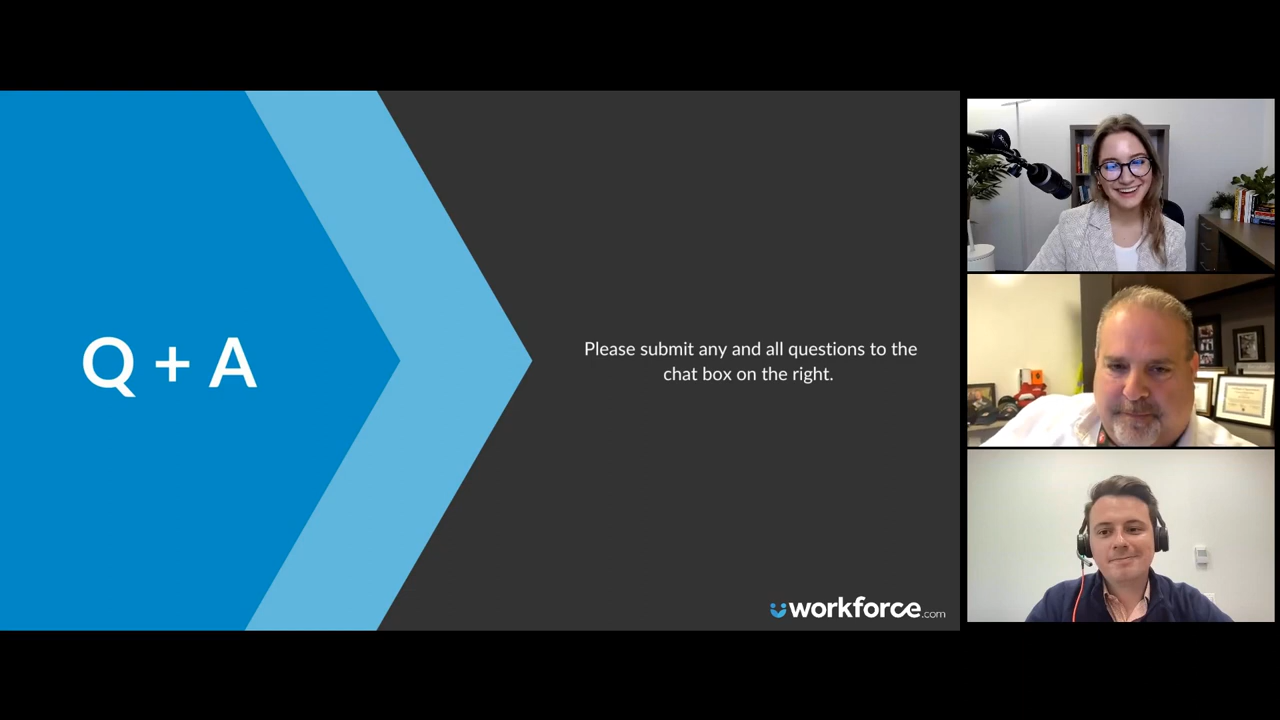 Q + A
Please submit any and all questions to the
chat box on the right.
workforce.com